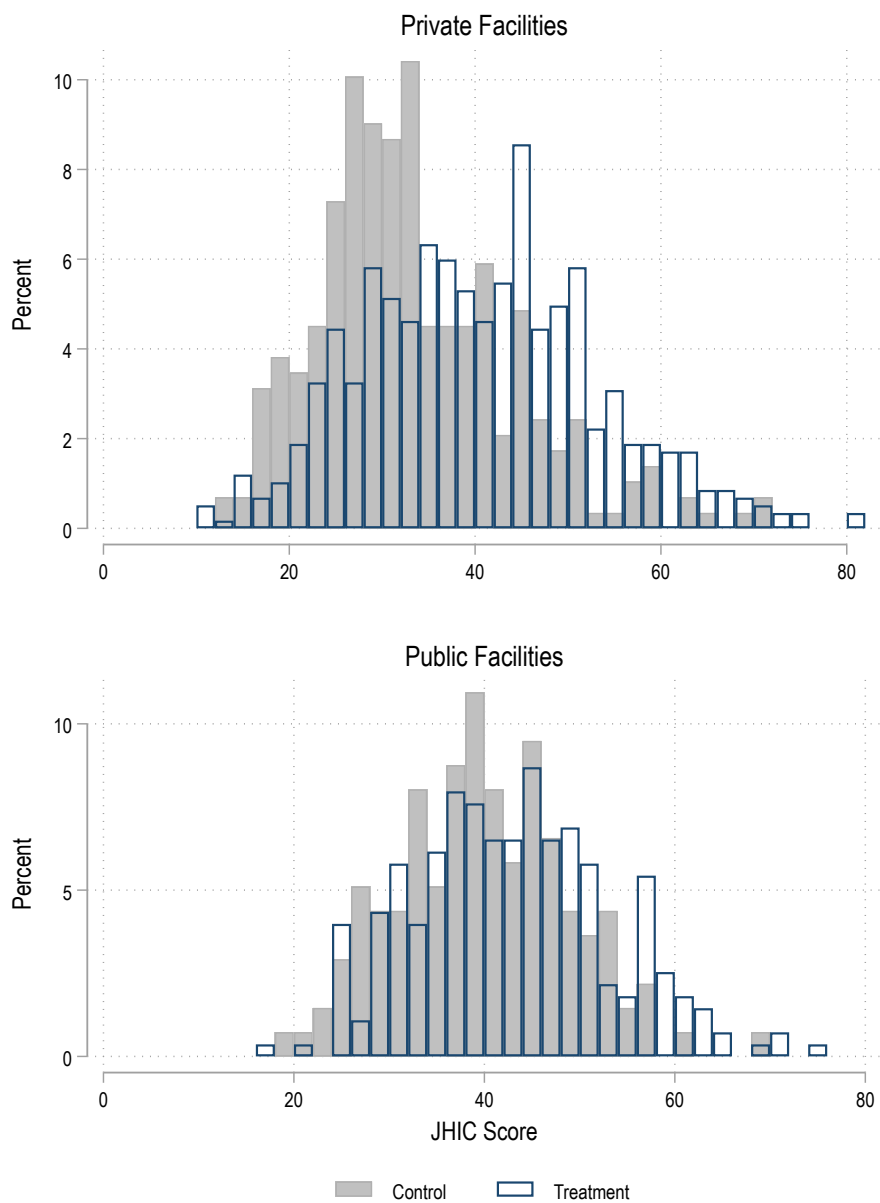 Private Facilities
10
8
6
4
2
0
Percent
0 20 40 60 80
Public Facilities
10
5
0
Percent
0 20 40 60 80
JHIC Score
Control Treatment